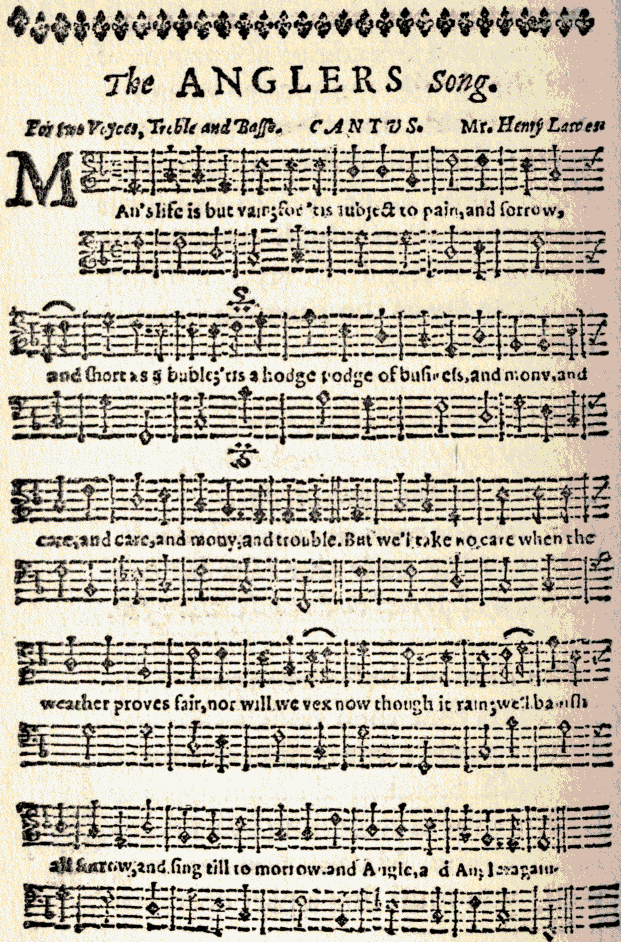 The ANGLERS Song.
For two Voyces, Treble and Basse. CANTUS. Mr. Henry Lawes
MAn's life is but vain; for 'tis subject to pain, and sorrow,
and short as a buble; 'tis a hodge podge of business, and mony, and
care, and care, and mony, and trouble. But we'l take no care when the
weather proves fair, nor will we vex now though it rain; we'l banish
all sorrow, and sing till to morrow, and Angle, a d Angle again.